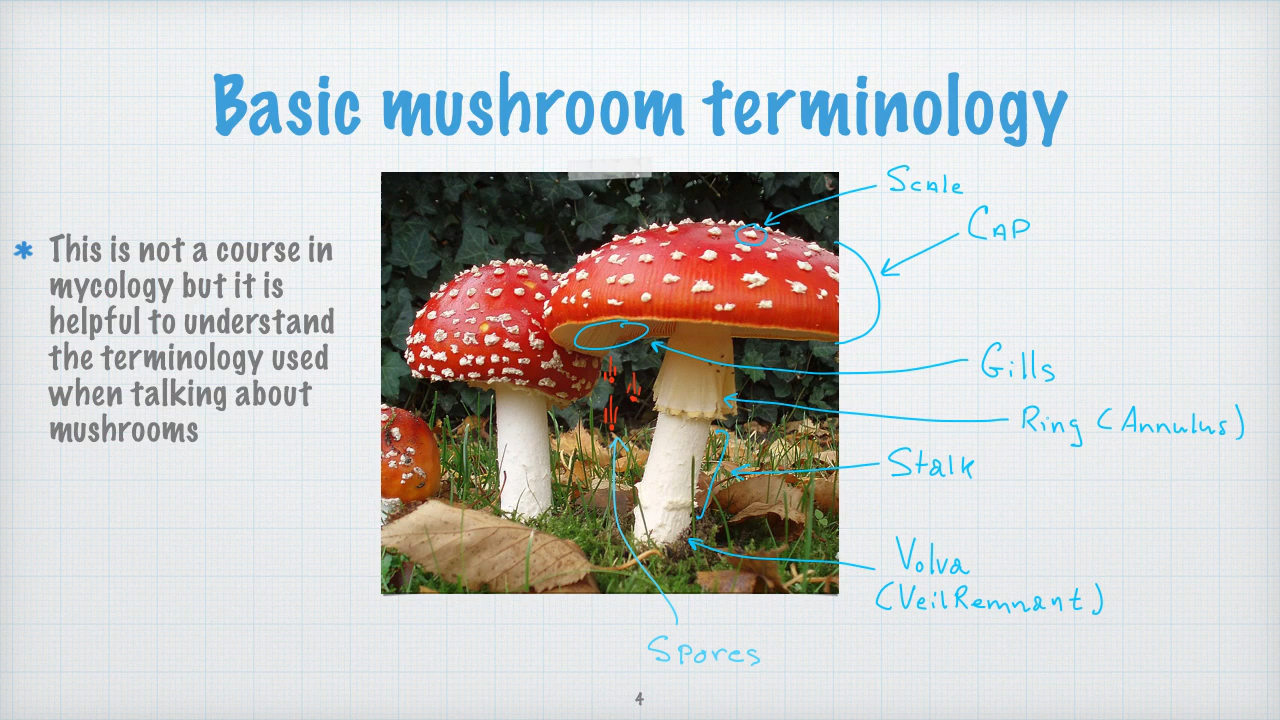 Basic mushroom terminology
This is not a course in
mycology but it is
helpful to understand
the terminology used
when talking about
mushrooms
Scale
Cap
Gills
Ring (Annulus)
Stalk
Volva
(Veil Remnant)
Spores
4